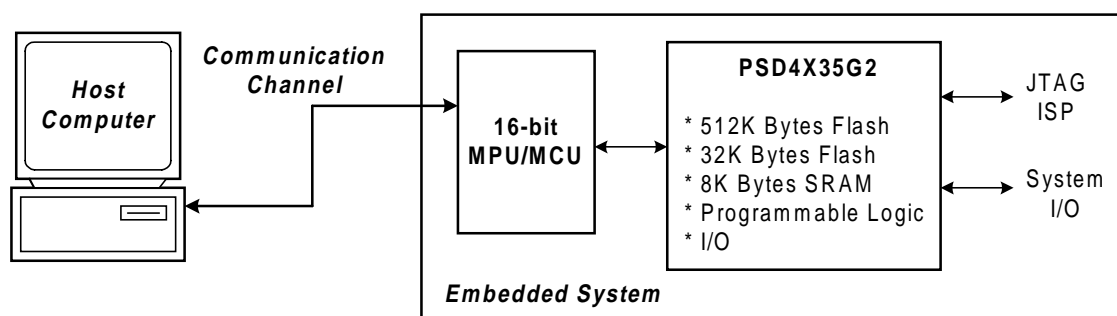 Host
Computer
Communication
Channel
16-bit
MPU/MCU
PSD4X35G2
* 512K Bytes Flash
* 32K Bytes Flash
* 8K Bytes SRAM
* Programmable Logic
* I/O
JTAG
ISP
System
I/O
Embedded System